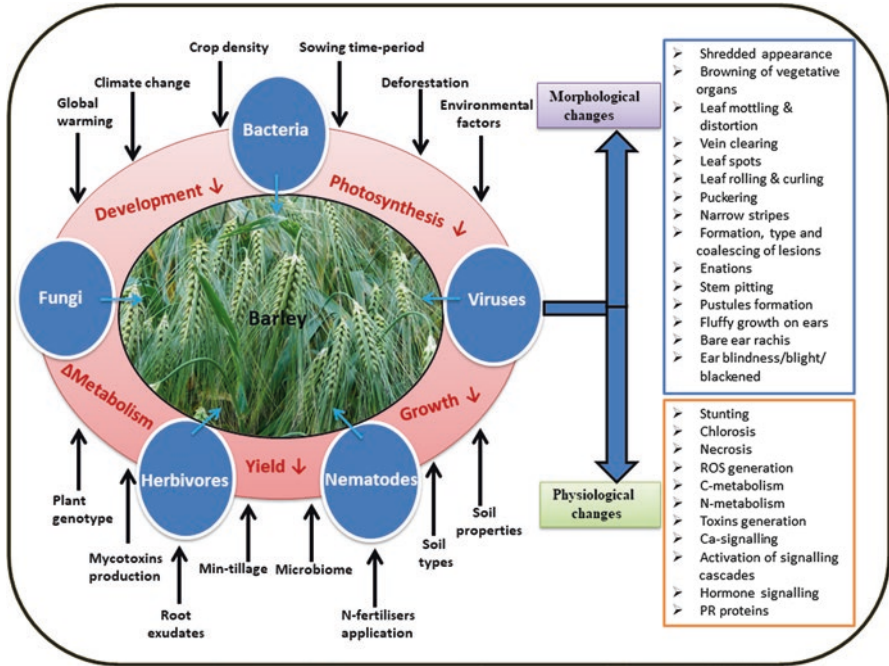 Crop density
Sowing time-period
Climate change
Deforestation
Global
warming
Environmental
factors
Bacteria
Development ↓
Photosynthesis ↓
Fungi
Barley
Viruses
ΔMetabolism
Growth ↓
Herbivores
Yield ↓
Nematodes
Plant
genotype
Mycotoxins
production
Root
exudates
Min-tillage
Microbiome
N-fertilisers
application
Soil
types
Soil
properties
Morphological
changes
Physiological
changes
➢ Shredded appearance
➢ Browning of vegetative
organs
➢ Leaf mottling &
distortion
➢ Vein clearing
➢ Leaf spots
➢ Leaf rolling & curling
➢ Puckering
➢ Narrow stripes
➢ Formation, type and
coalescing of lesions
➢ Enations
➢ Stem pitting
➢ Pustules formation
➢ Fluffy growth on ears
➢ Bare ear rachis
➢ Ear blindness/blight/
blackened
➢ Stunting
➢ Chlorosis
➢ Necrosis
➢ ROS generation
➢ C-metabolism
➢ N-metabolism
➢ Toxins generation
➢ Ca-signalling
➢ Activation of signalling
cascades
➢ Hormone signalling
➢ PR proteins